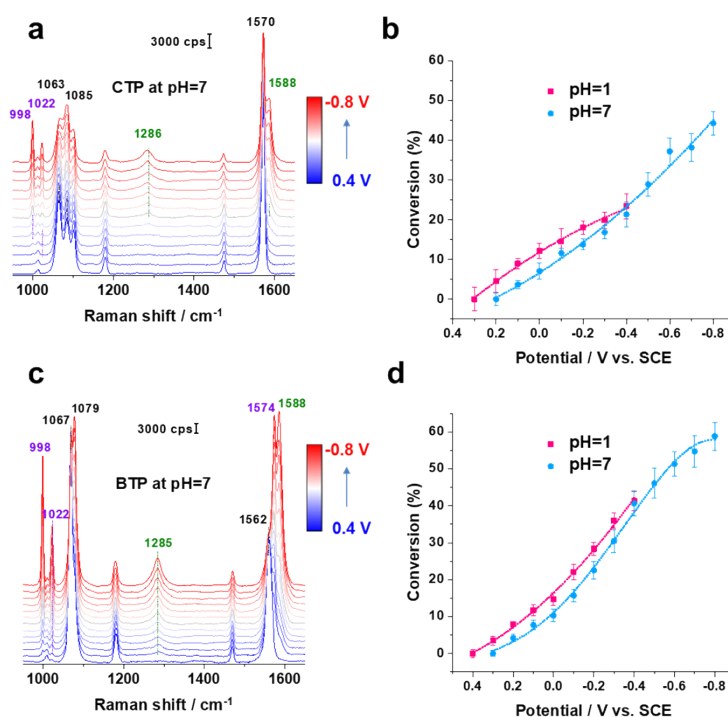 a
3000 cps
1570
1588
1063
1085
998
1022
CTP at pH=7
1286
-0.8 V
0.4 V
1000
1200
1400
1600
Raman shift / cm-1
b
60
50
40
30
20
10
0
Conversion (%)
pH=1
pH=7
0.4 0.2 0.0 -0.2 -0.4 -0.6 -0.8
Potential / V vs. SCE
c
1067
1079
998
1022
3000 cps
1574
1588
BTP at pH=7
1562
1285
-0.8 V
0.4 V
1000
1200
1400
1600
Raman shift / cm-1
d
60
50
40
30
20
10
0
Conversion (%)
pH=1
pH=7
0.4 0.2 0.0 -0.2 -0.4 -0.6 -0.8
Potential / V vs. SCE